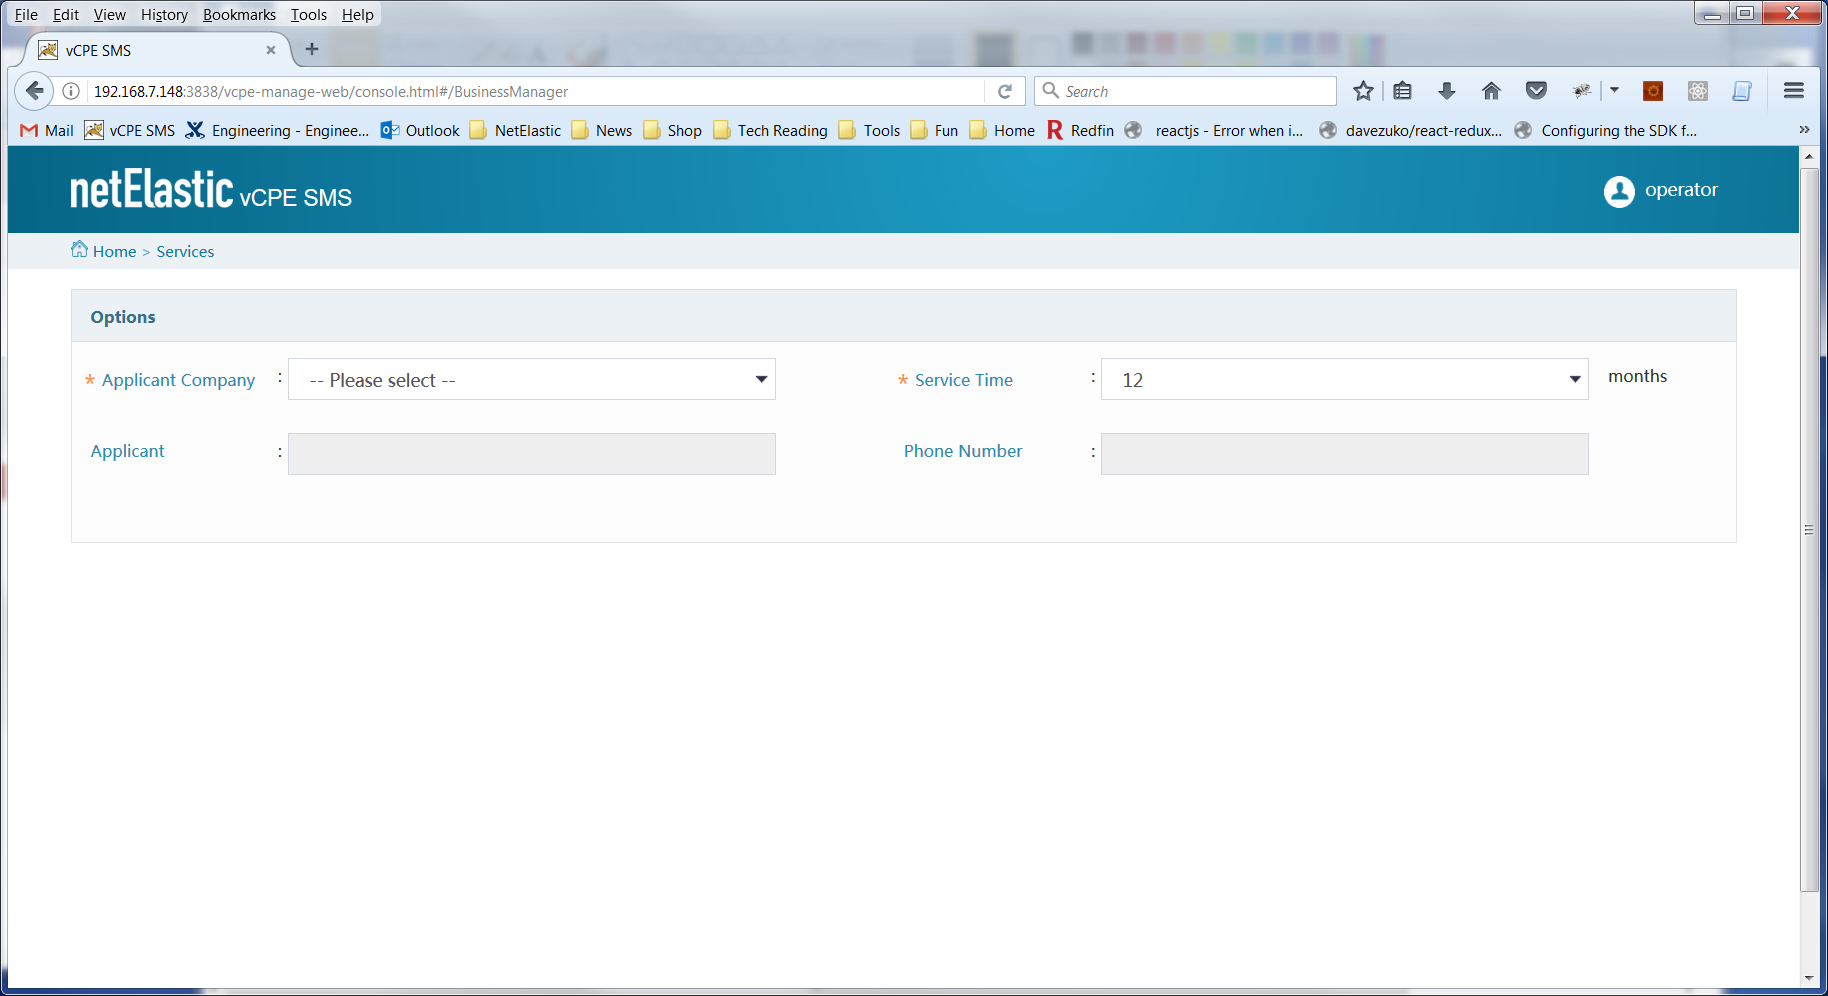 File Edit View History Bookmarks Tools Help
vCPE SMS
192.168.7.148:3838/vcpe-manage-web/console.html#/BusinessManager
Search
Mail vCPE SMS Engineering - Enginee... Outlook NetElastic News Shop Tech Reading Tools Fun Home Redfin reactjs - Error when i... davezuko/react-redux... Configuring the SDK f...
netElastic vCPE SMS
operator
Home > Services
Options
* Applicant Company : -- Please select --
* Service Time : 12 months
Applicant :
Phone Number :